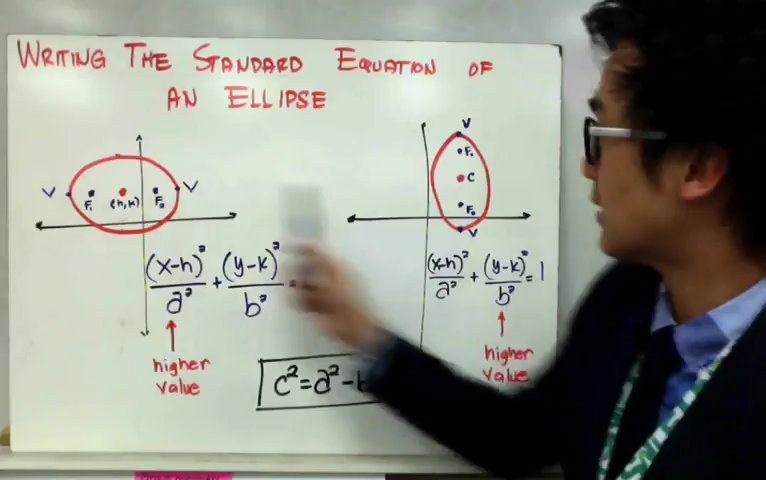 WRITING THE STANDARD EQUATION OF
AN ELLIPSE
V F₁ (h,k) F₂ V
(x-h)²/a² + (y-k)²/b² =
higher
value
V
F₁
C
F₂
V
(x-h)²/a² + (y-k)²/b² = 1
higher
value
c² = a² -